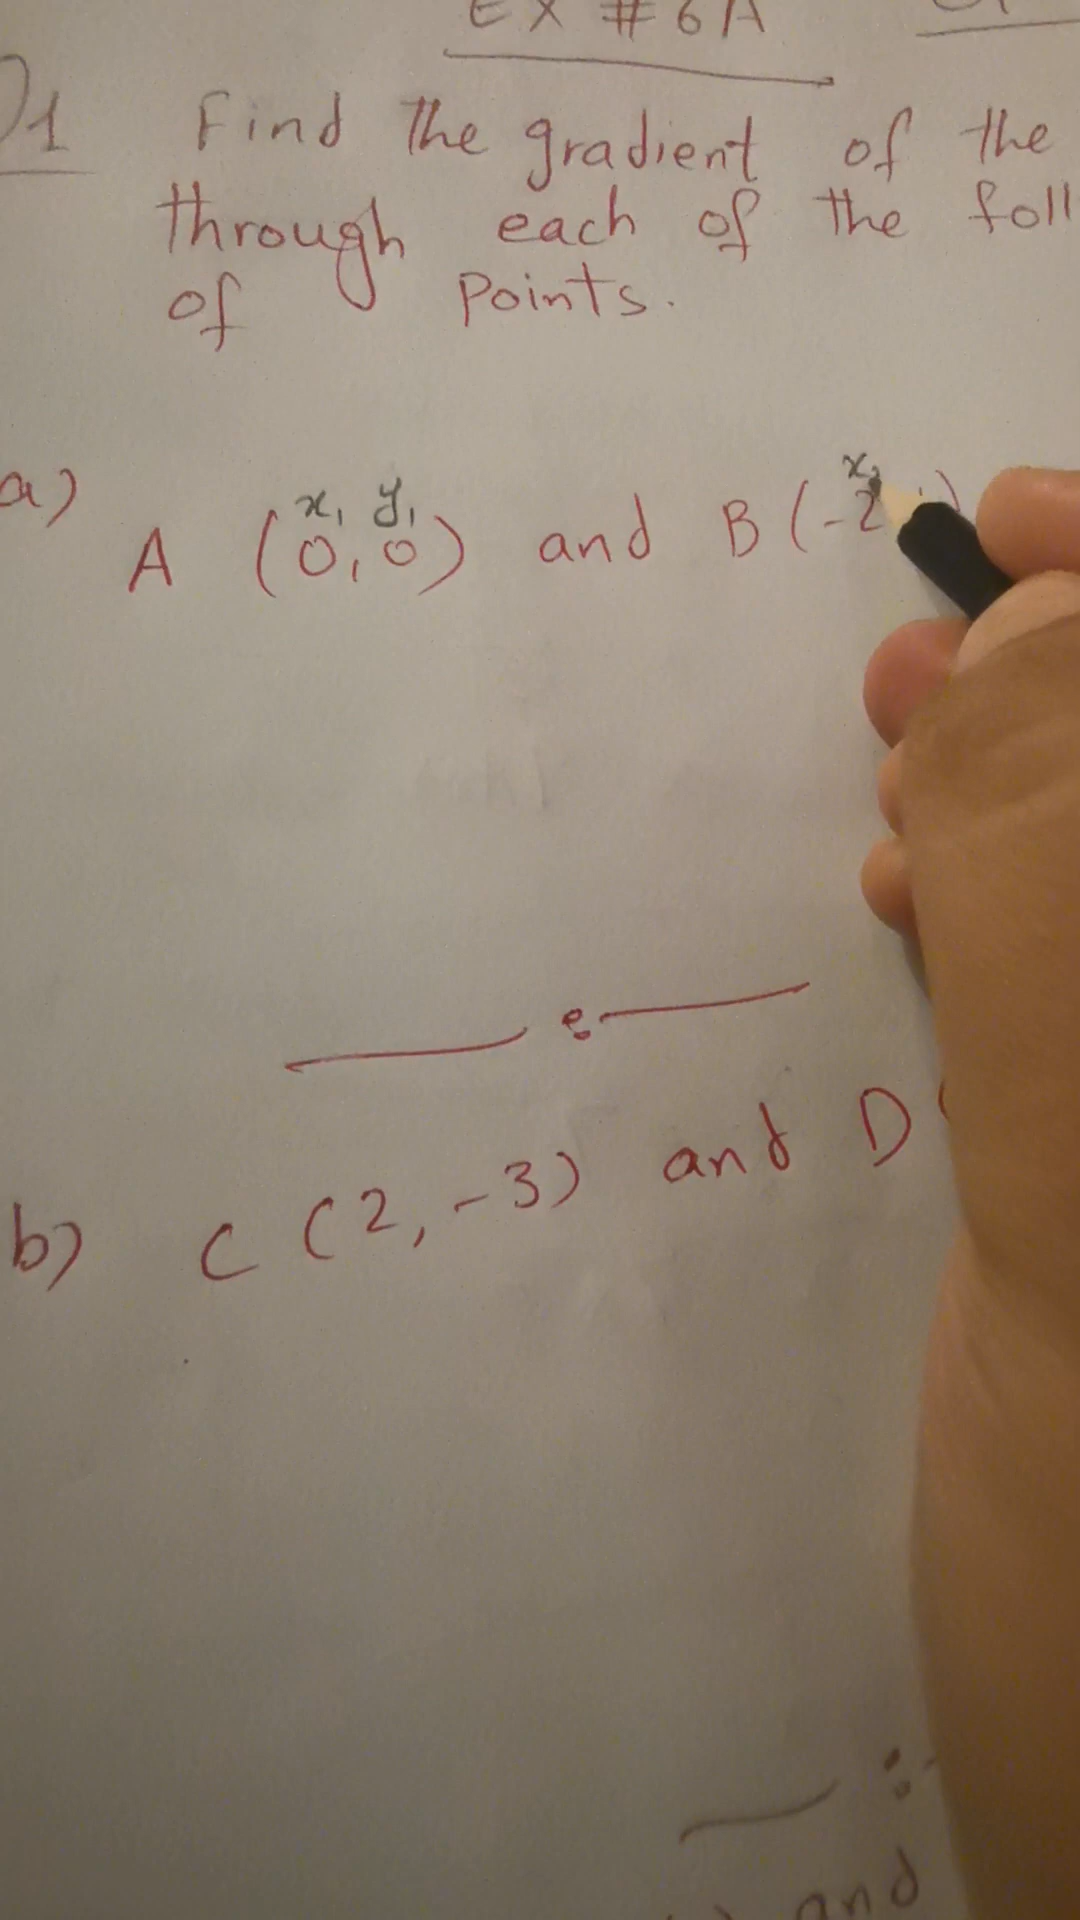 EX # 6A
Q1 Find the gradient of the
through each of the foll
of Points.
x₁ y₁ x₂
a) A (0,0) and B (-2
b) C (2,-3) and D
and